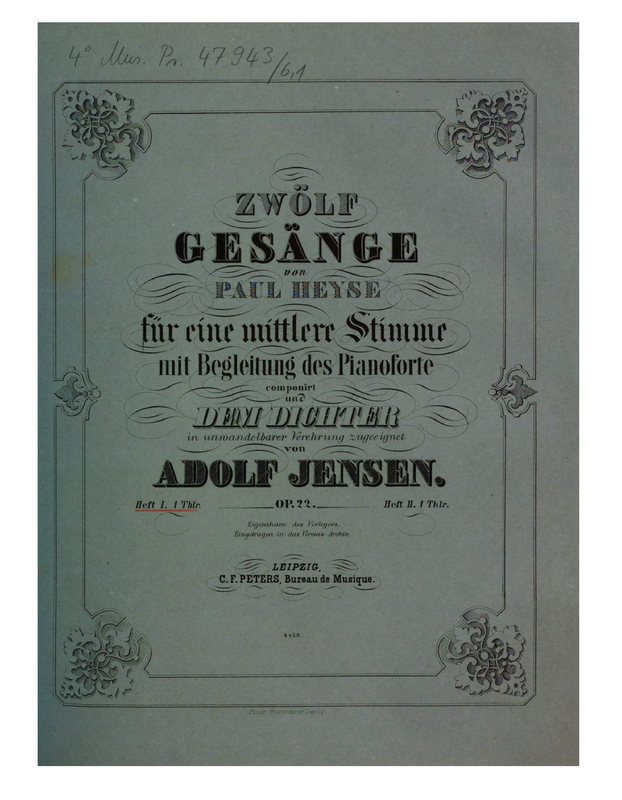 4° Mus. Pr. 47943/6,1
ZWÖLF
GESÄNGE
von
PAUL HEYSE
für eine mittlere Stimme
mit Begleitung des Pianoforte
componirt
und
DEM DICHTER
in unwandelbarer Verehrung zugeeignet
von
ADOLF JENSEN.
Heft I. 1 Thlr. OP. 22. Heft II. 1 Thlr.
Eigenthum des Verlegers.
Eingetragen in das Vereins Archiv.
LEIPZIG,
C. F. PETERS, Bureau de Musique.